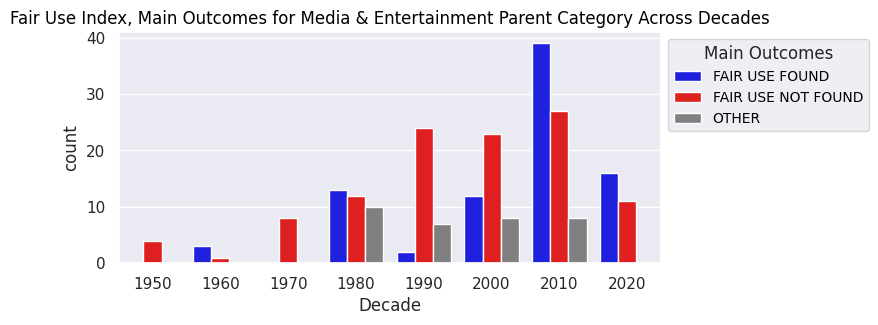 Fair Use Index, Main Outcomes for Media & Entertainment Parent Category Across Decades
40
30
20
10
0
count
1950 1960 1970 1980 1990 2000 2010 2020
Decade
Main Outcomes
FAIR USE FOUND
FAIR USE NOT FOUND
OTHER